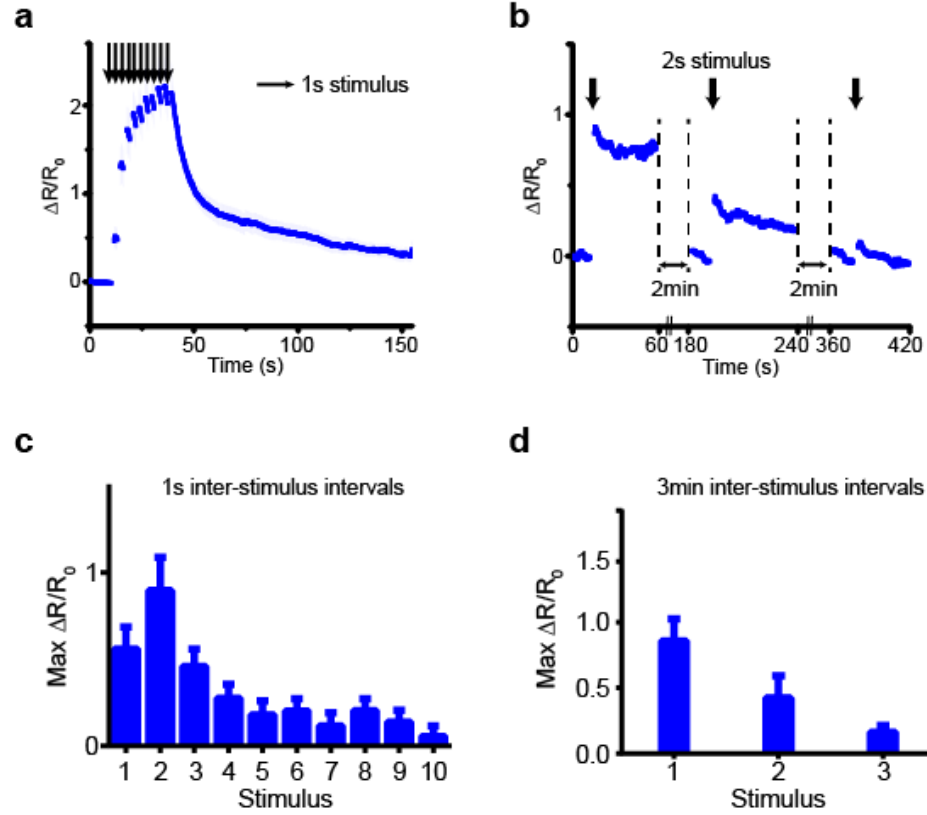 a
2
1
0
ΔR/R₀
1s stimulus
0 50 100 150
Time (s)
b
1
0
ΔR/R₀
2s stimulus
2min 2min
0 60 180 240 360 420
Time (s)
c
1s inter-stimulus intervals
1
0
Max ΔR/R₀
1 2 3 4 5 6 7 8 9 10
Stimulus
d
3min inter-stimulus intervals
1.5
1.0
0.5
0.0
Max ΔR/R₀
1 2 3
Stimulus